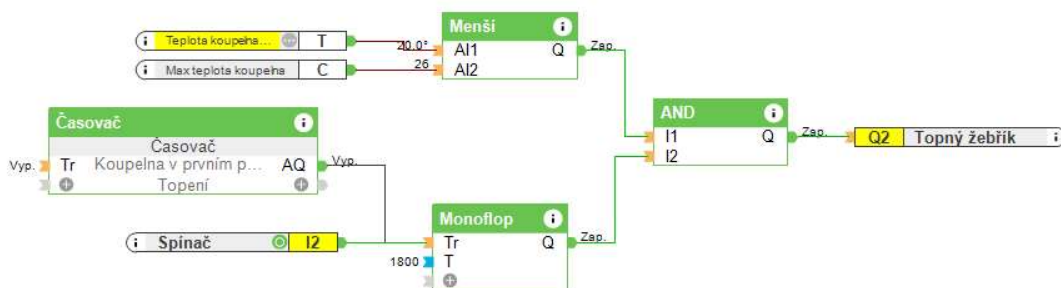 Menší i
i Teplota koupelna... T 20.0° AI1 Q Zap.
i Max teplota koupelna C 26 AI2
AND i
Časovač i
Časovač
I1 Q Zap. Q2 Topný žebřík i
Vyp. Tr Koupelna v prvním p... AQ Vyp.
I2
Topení
Monoflop i
i Spínač I2 Tr Q Zap.
1800 T